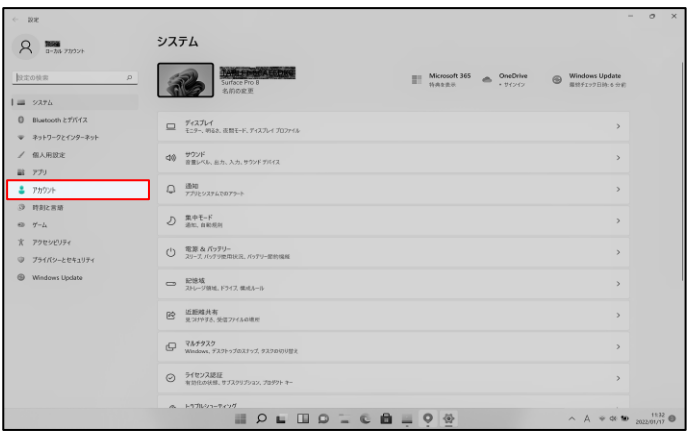 設定
ローカル アカウント
システム
Surface Pro 8
名前の変更
Microsoft 365
特典を表示
OneDrive
• サインイン
Windows Update
最終チェック日時: 6 分前
設定の検索
システム
Bluetooth とデバイス
ネットワークとインターネット
個人用設定
アプリ
アカウント
時刻と言語
ゲーム
アクセシビリティ
プライバシーとセキュリティ
Windows Update
ディスプレイ
モニター、明るさ、夜間モード、ディスプレイ プロファイル
サウンド
音量レベル、出力、入力、サウンド デバイス
通知
アプリとシステムからのアラート
集中モード
通知、自動規則
電源 & バッテリー
スリープ、バッテリ使用状況、バッテリー節約機能
記憶域
ストレージ領域、ドライブ、構成ルール
近距離共有
見つけやすさ、受信ファイルの場所
マルチタスク
Windows、デスクトップのスナップ、タスクの切り替え
ライセンス認証
有効化の状態、サブスクリプション、プロダクト キー
トラブルシューティング
A
11:32
2022/01/17